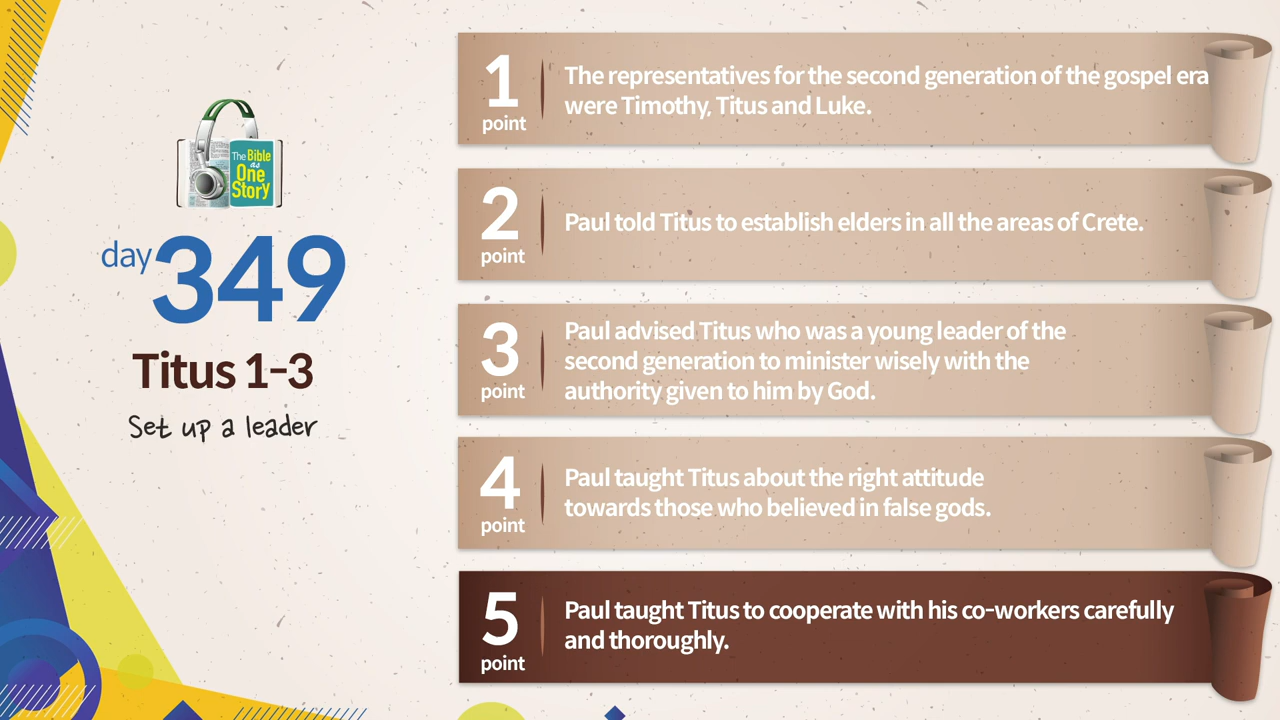 The Bible
as
One
Story
day 349
Titus 1-3
Set up a leader
1
point
The representatives for the second generation of the gospel era
were Timothy, Titus and Luke.
2
point
Paul told Titus to establish elders in all the areas of Crete.
3
point
Paul advised Titus who was a young leader of the
second generation to minister wisely with the
authority given to him by God.
4
point
Paul taught Titus about the right attitude
towards those who believed in false gods.
5
point
Paul taught Titus to cooperate with his co-workers carefully
and thoroughly.